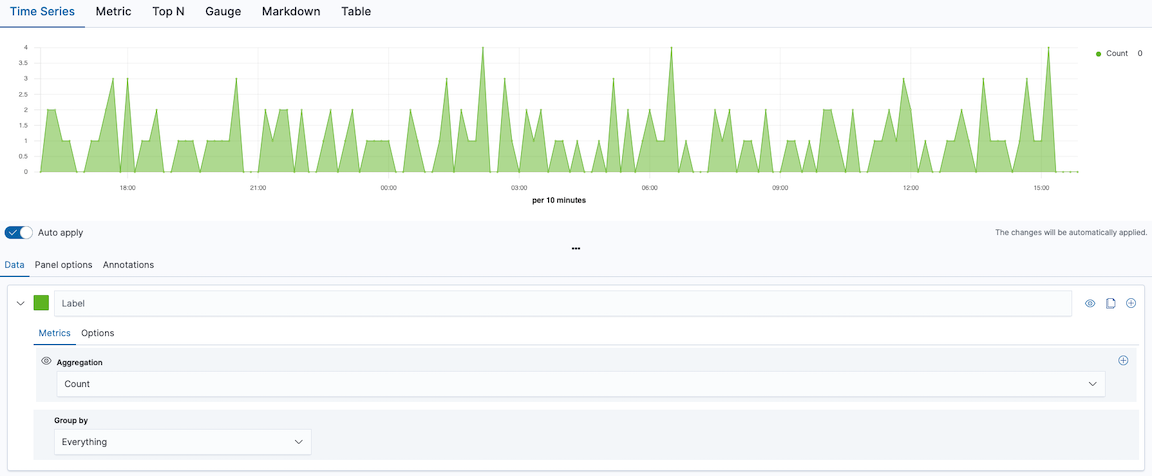 Time Series Metric Top N Gauge Markdown Table
4
3.5
3
2.5
2
1.5
1
0.5
0
Count 0
18:00 21:00 00:00 03:00 06:00 09:00 12:00 15:00
per 10 minutes
Auto apply
The changes will be automatically applied.
Data Panel options Annotations
Label
Metrics Options
Aggregation
Count
Group by
Everything